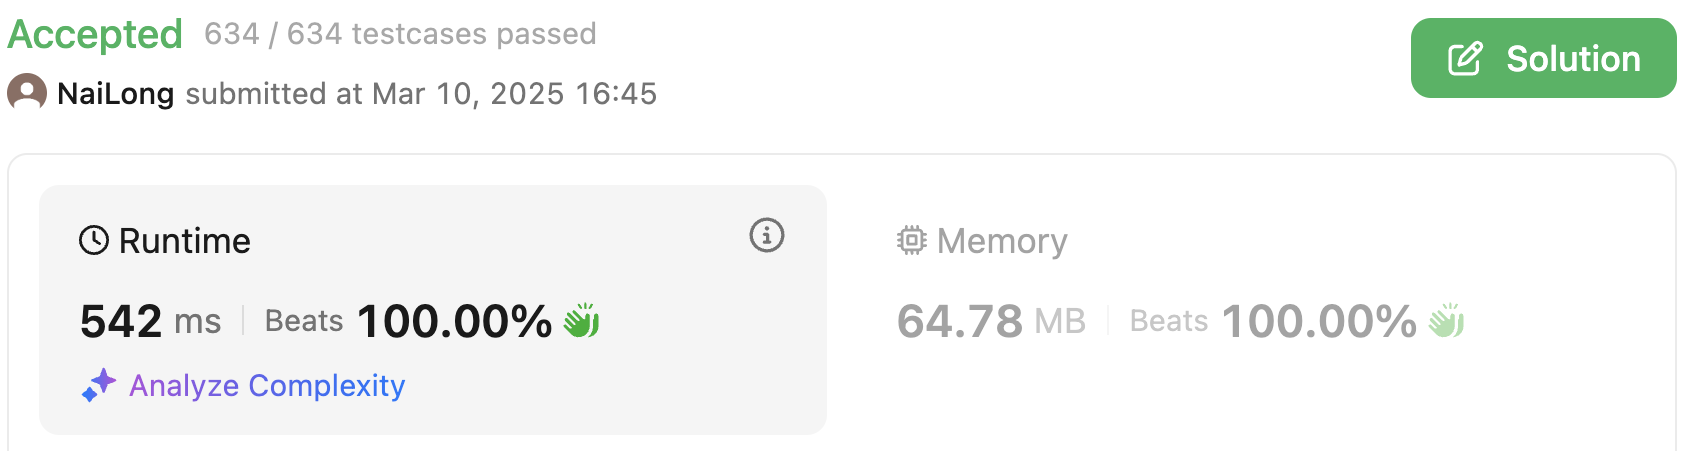 Accepted 634 / 634 testcases passed
Solution
NaiLong submitted at Mar 10, 2025 16:45
Runtime
542 ms Beats 100.00%
Analyze Complexity
Memory
64.78 MB Beats 100.00%